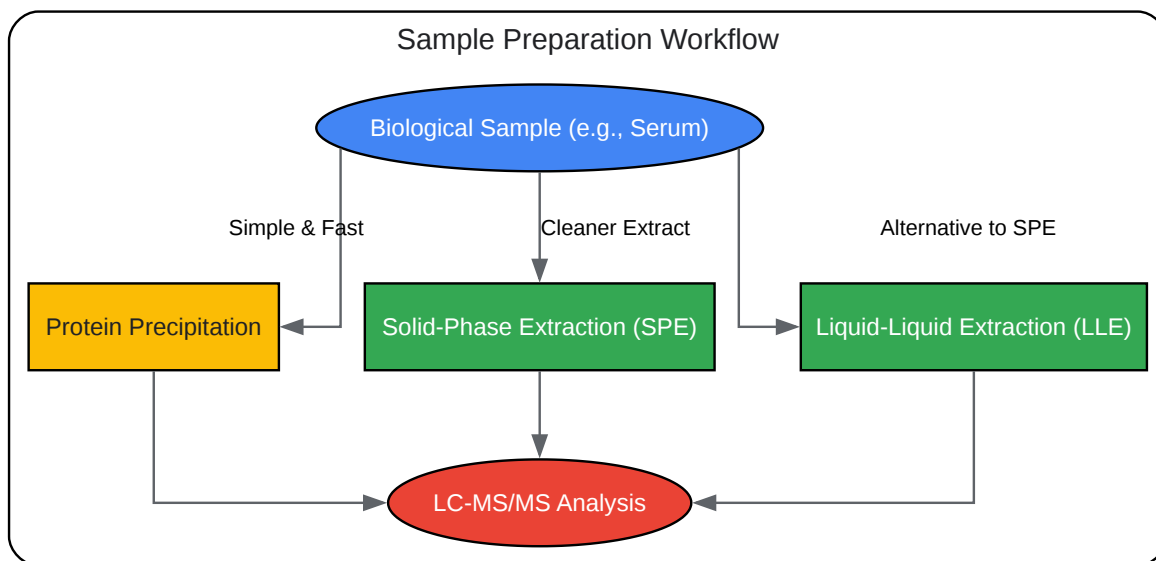 Sample Preparation Workflow
Biological Sample (e.g., Serum)
Simple & Fast
Cleaner Extract
Alternative to SPE
Protein Precipitation
Solid-Phase Extraction (SPE)
Liquid-Liquid Extraction (LLE)
LC-MS/MS Analysis